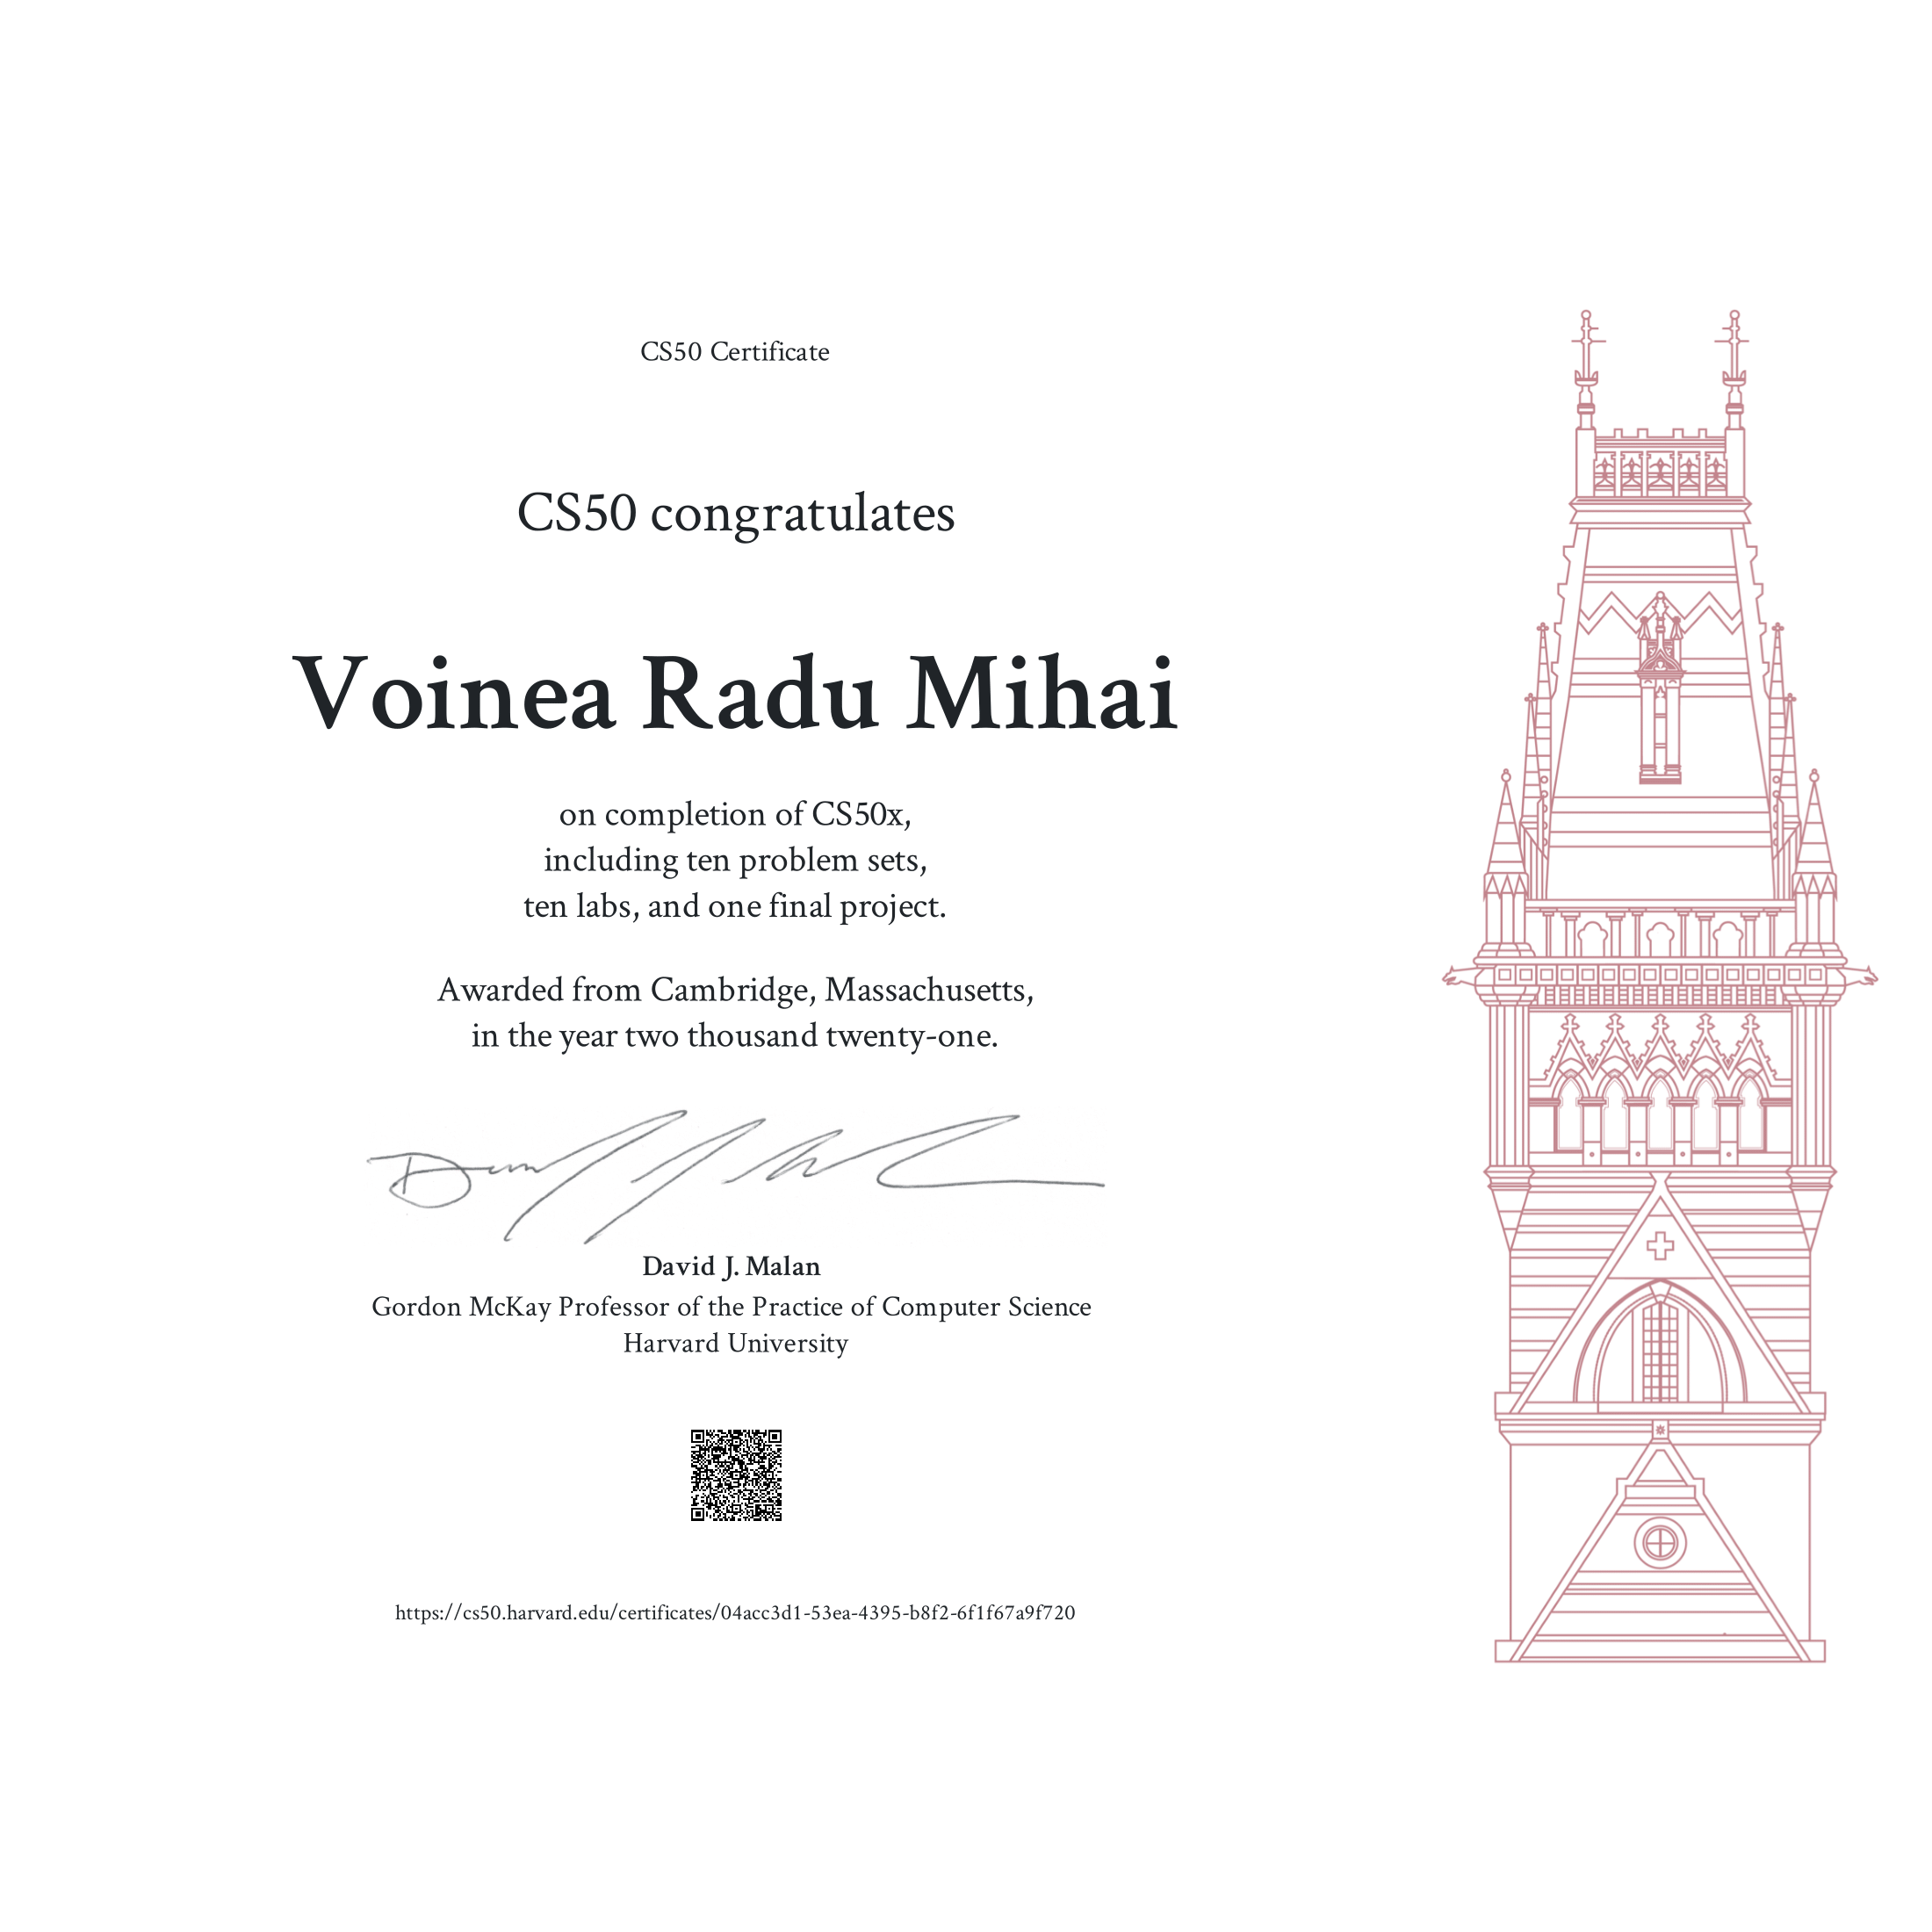 CS50 Certificate
CS50 congratulates
Voinea Radu Mihai
on completion of CS50x,
including ten problem sets,
ten labs, and one final project.
Awarded from Cambridge, Massachusetts,
in the year two thousand twenty-one.
David J. Malan
Gordon McKay Professor of the Practice of Computer Science
Harvard University
https://cs50.harvard.edu/certificates/04acc3d1-53ea-4395-b8f2-6f1f67a9f720